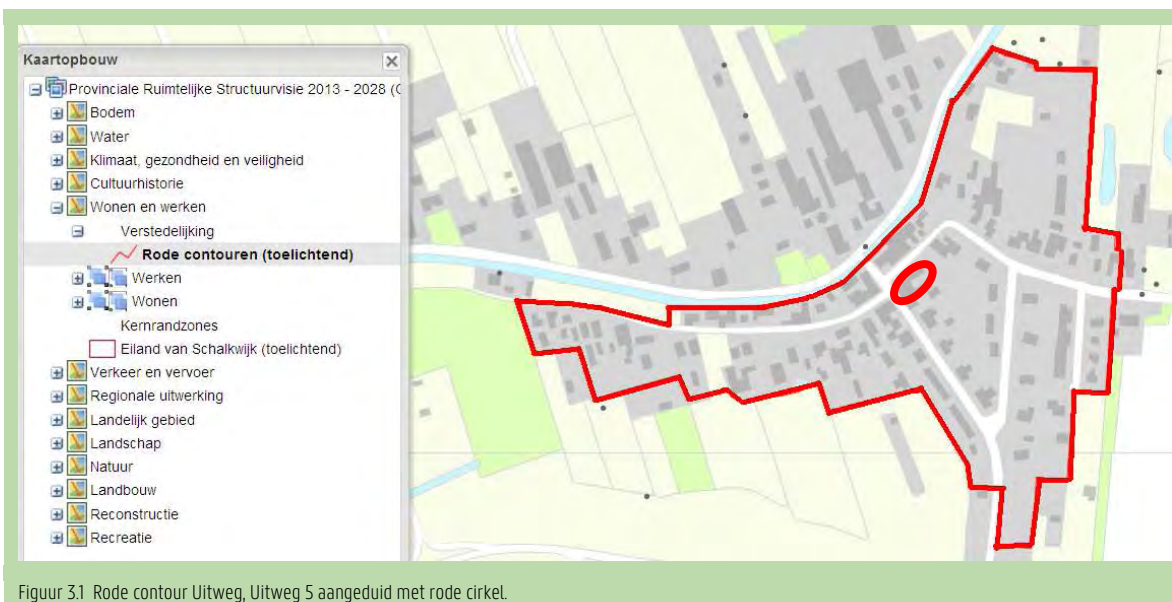 Kaartopbouw
Provinciale Ruimtelijke Structuurvisie 2013 - 2028 (
Bodem
Water
Klimaat, gezondheid en veiligheid
Cultuurhistorie
Wonen en werken
Verstedelijking
Rode contouren (toelichtend)
Werken
Wonen
Kernrandzones
Eiland van Schalkwijk (toelichtend)
Verkeer en vervoer
Regionale uitwerking
Landelijk gebied
Landschap
Natuur
Landbouw
Reconstructie
Recreatie
Figuur 3.1 Rode contour Uitweg, Uitweg 5 aangeduid met rode cirkel.